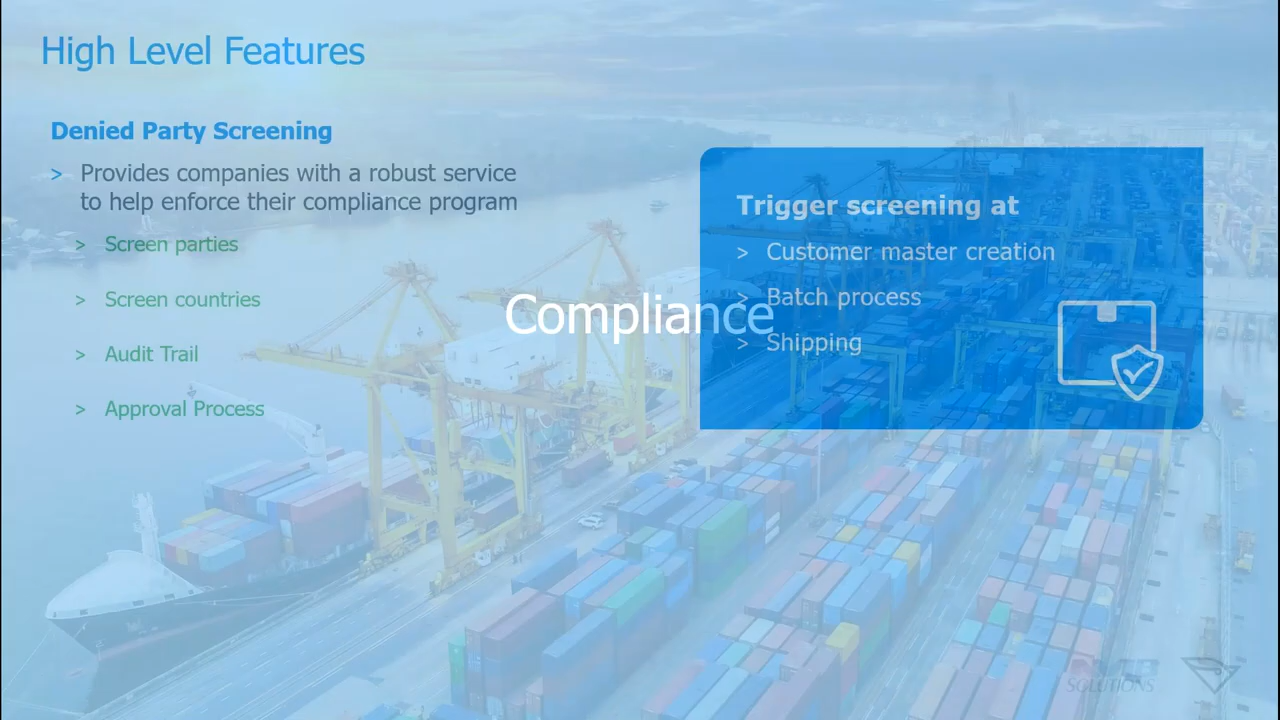 High Level Features
Denied Party Screening
> Provides companies with a robust service
to help enforce their compliance program
> Screen parties
> Screen countries
> Audit Trail
> Approval Process
Compliance
Trigger screening at
> Customer master creation
> Batch process
> Shipping
SOLUTIONS